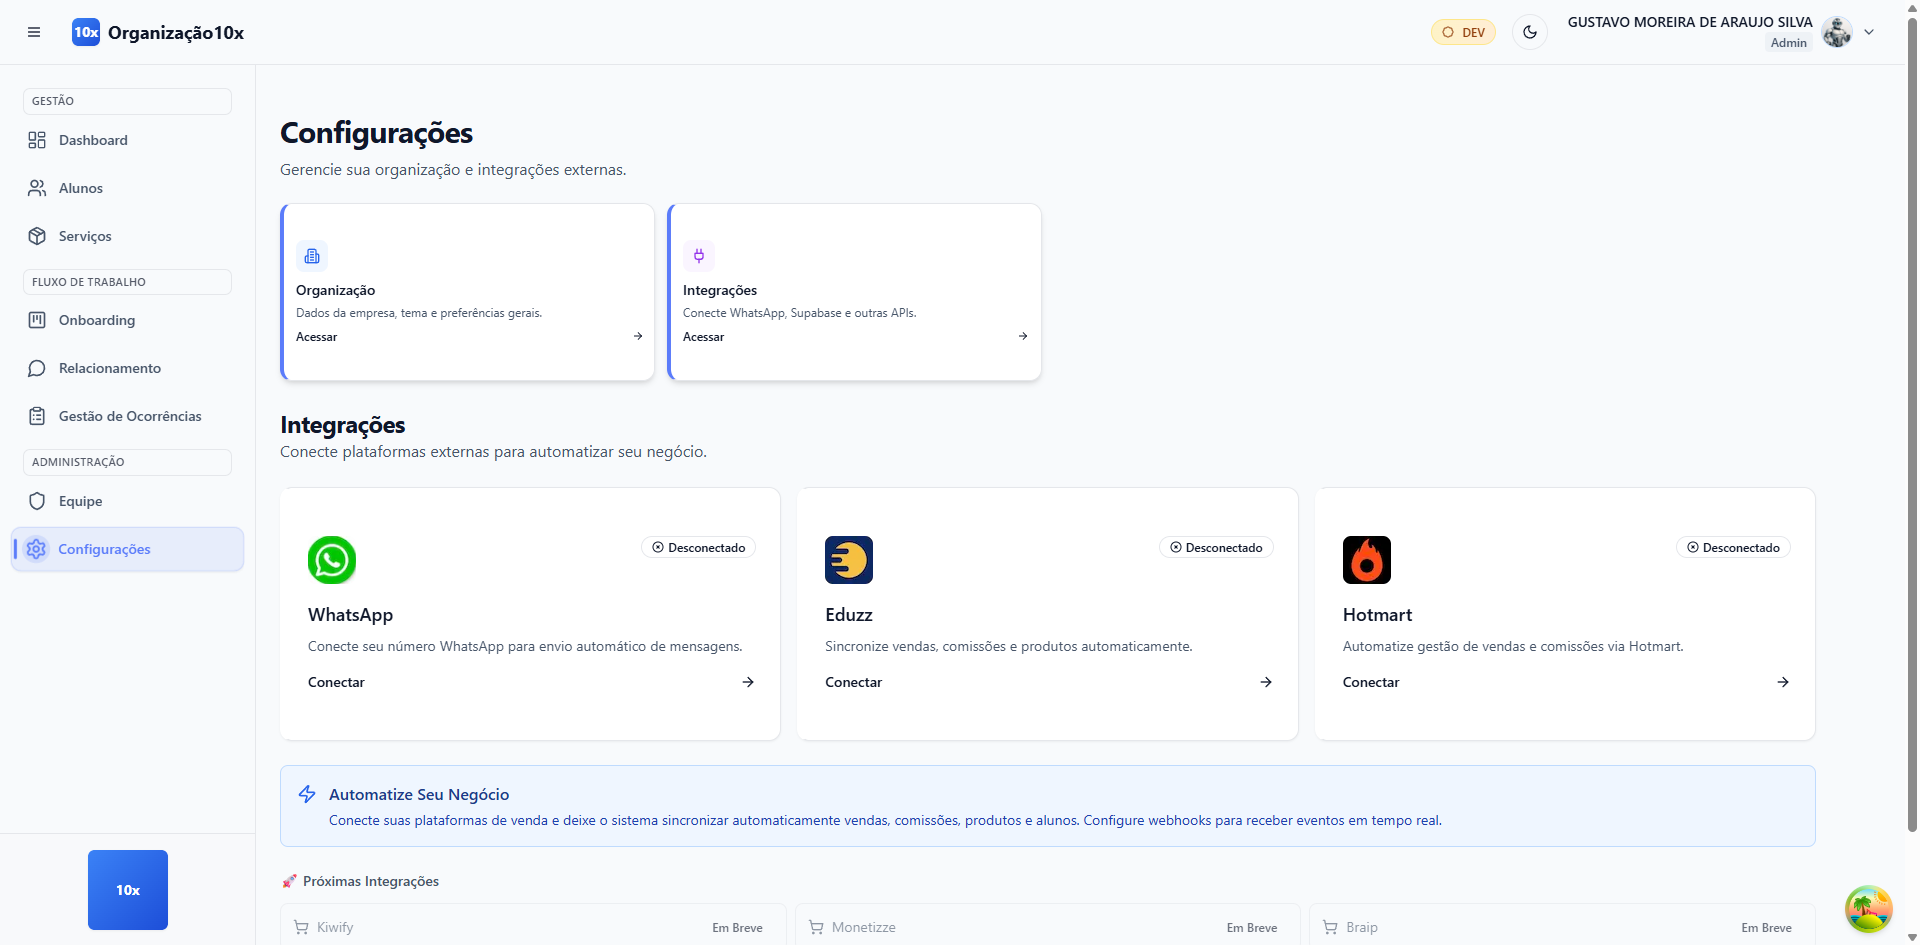 10x Organização10x
DEV
GUSTAVO MOREIRA DE ARAUJO SILVA
Admin
GESTÃO
Dashboard
Alunos
Serviços
FLUXO DE TRABALHO
Onboarding
Relacionamento
Gestão de Ocorrências
ADMINISTRAÇÃO
Equipe
Configurações
10x
Configurações
Gerencie sua organização e integrações externas.
Organização
Dados da empresa, tema e preferências gerais.
Acessar
Integrações
Conecte WhatsApp, Supabase e outras APIs.
Acessar
Integrações
Conecte plataformas externas para automatizar seu negócio.
Desconectado
WhatsApp
Conecte seu número WhatsApp para envio automático de mensagens.
Conectar
Desconectado
Eduzz
Sincronize vendas, comissões e produtos automaticamente.
Conectar
Desconectado
Hotmart
Automatize gestão de vendas e comissões via Hotmart.
Conectar
Automatize Seu Negócio
Conecte suas plataformas de venda e deixe o sistema sincronizar automaticamente vendas, comissões, produtos e alunos. Configure webhooks para receber eventos em tempo real.
🚀 Próximas Integrações
Kiwify Em Breve
Monetizze Em Breve
Braip Em Breve